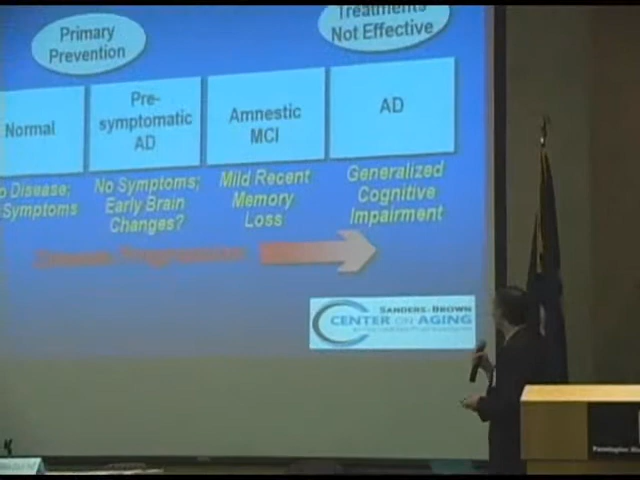 Primary
Prevention
Treatments
Not Effective
Normal
Pre-
symptomatic
AD
Amnestic
MCI
AD
o Disease;
Symptoms
No Symptoms;
Early Brain
Changes?
Mild Recent
Memory
Loss
Generalized
Cognitive
Impairment
Disease Progression
SANDERS-BROWN
CENTER ON AGING